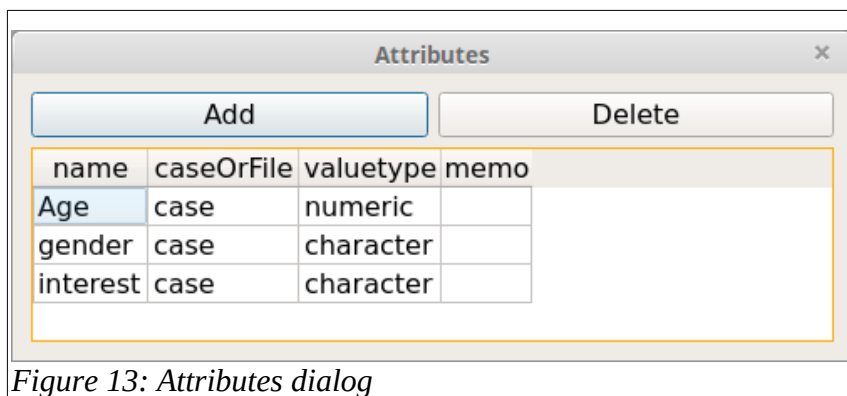 Attributes ×
Add Delete
name caseOrFile valuetype memo
Age case numeric
gender case character
interest case character
Figure 13: Attributes dialog